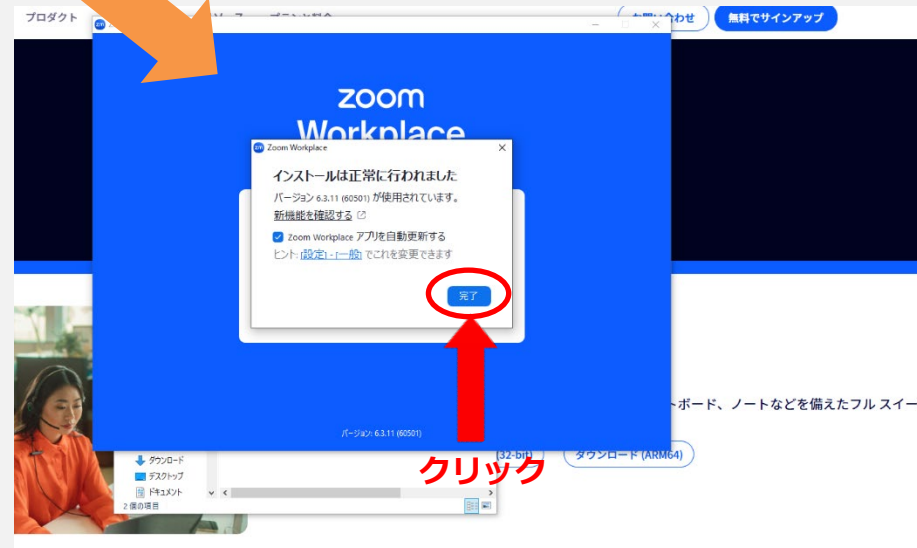 プロダクト
お問い合わせ
無料でサインアップ
zoom
Workplace
zm Zoom Workplace
インストールは正常に行われました
バージョン 6.3.11 (60501) が使用されています。
新機能を確認する
Zoom Workplace アプリを自動更新する
ヒント: [設定] - [一般] でこれを変更できます
完了
ボード、ノートなどを備えたフル スイー
バージョン: 6.3.11 (60501)
(32-bit)
ダウンロード (ARM64)
クリック
ダウンロード
デスクトップ
ドキュメント
2 個の項目